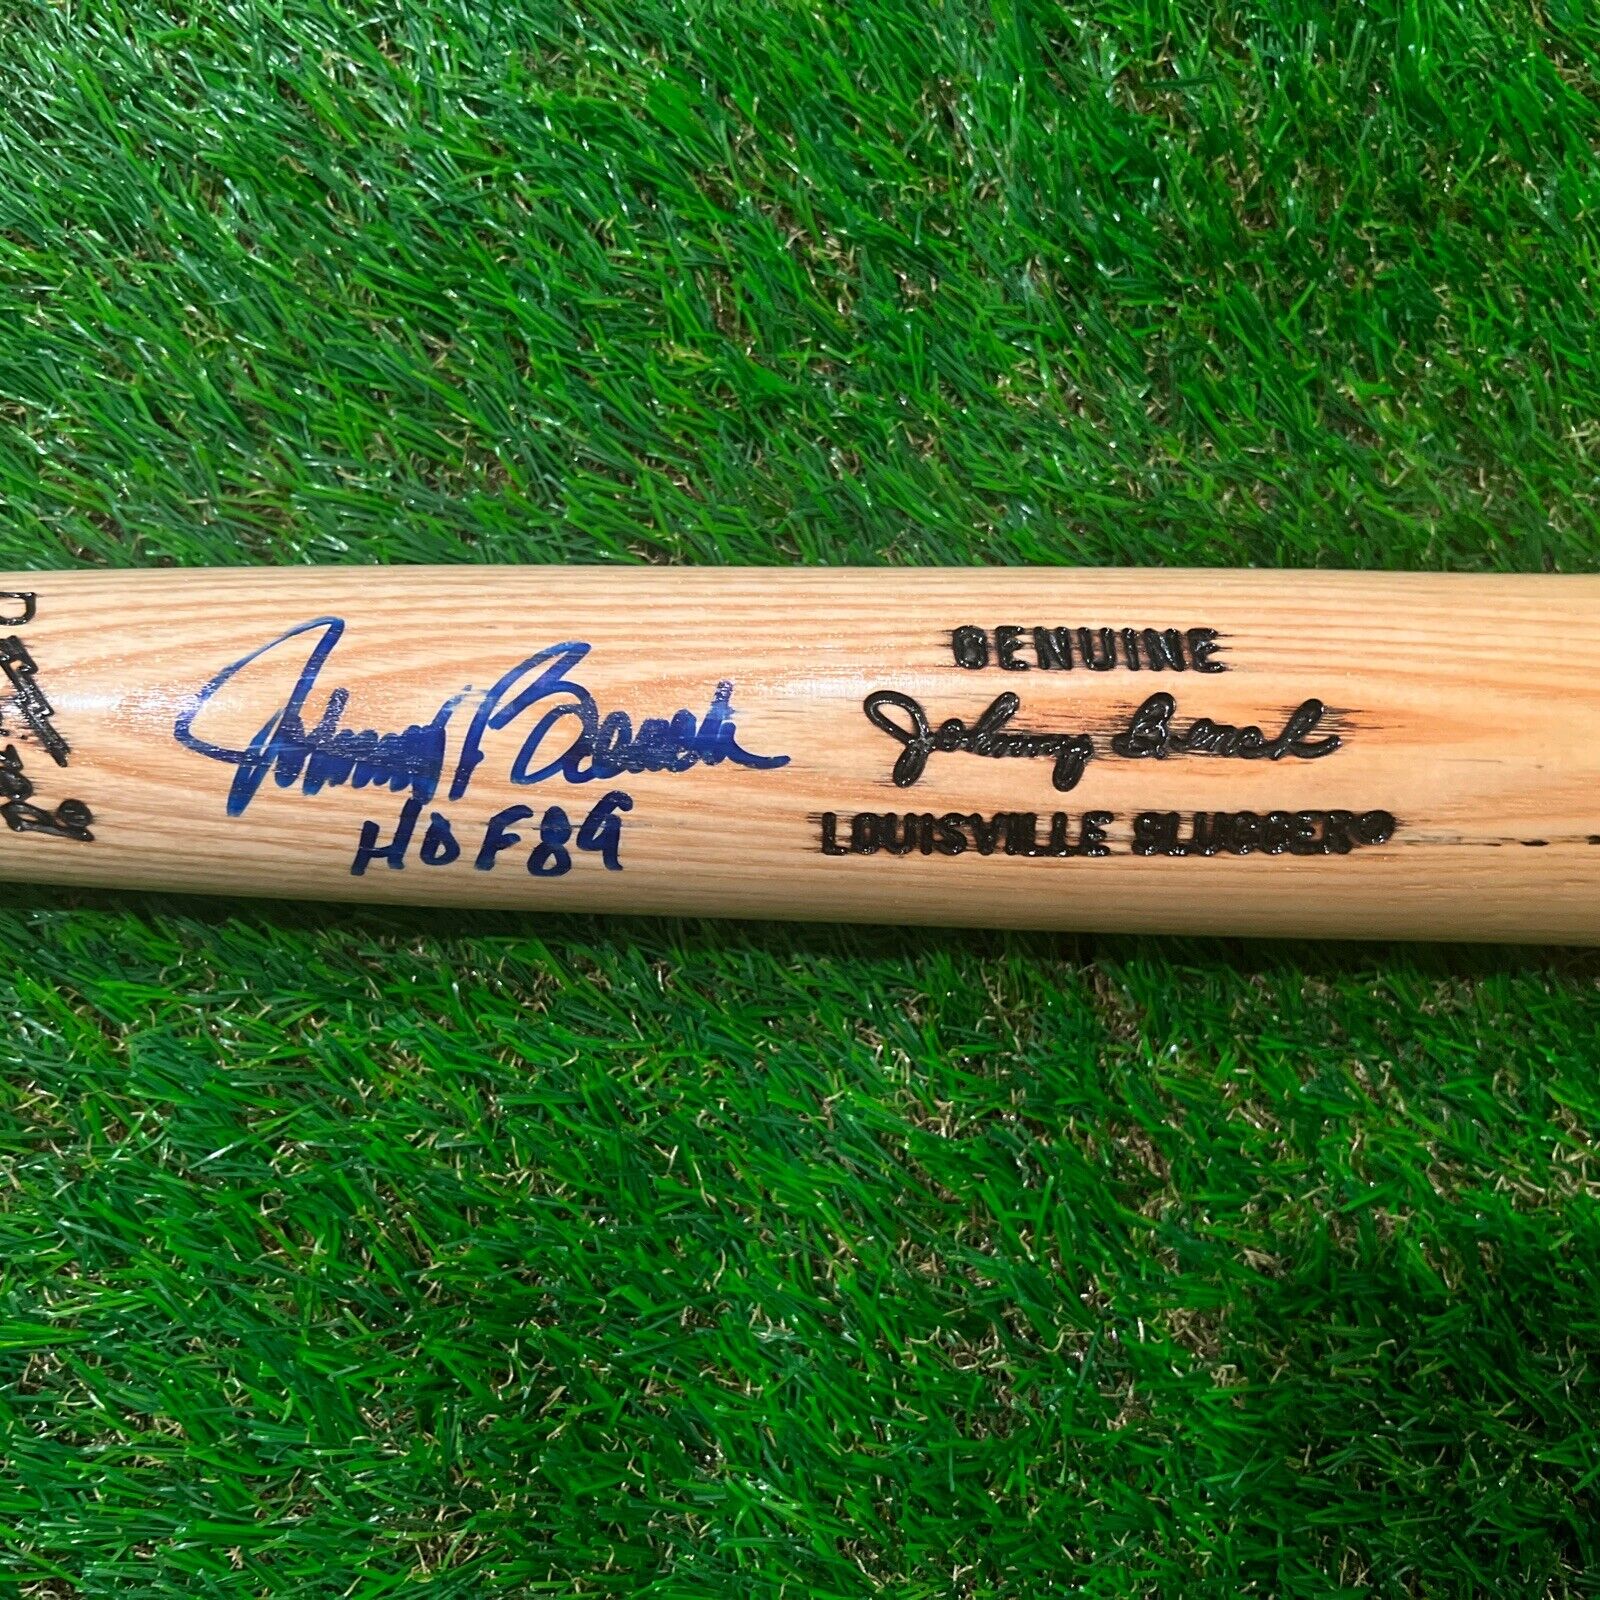 Johnny Bench
HOF 89
GENUINE
Johnny Bench
LOUISVILLE SLUGGER®